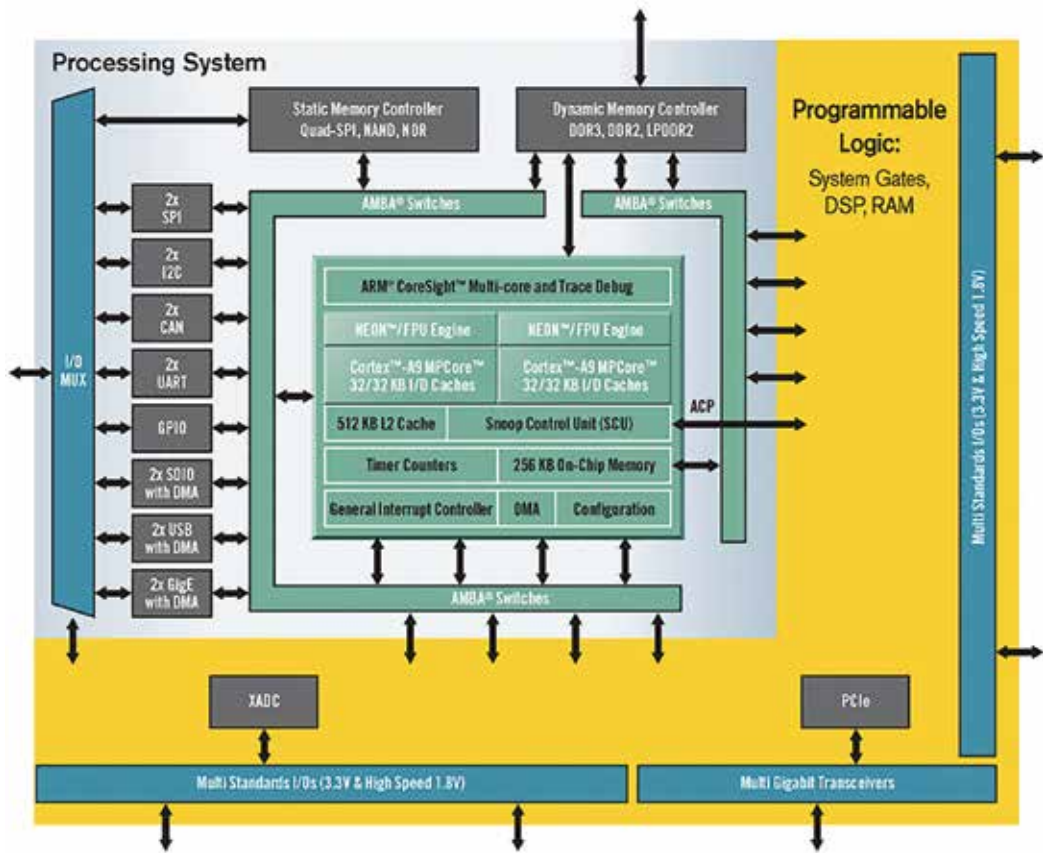 Processing System
Static Memory Controller
Quad-SPI, NAND, NOR
Dynamic Memory Controller
DDR3, DDR2, LPDDR2
Programmable
Logic:
System Gates,
DSP, RAM
AMBA® Switches
AMBA® Switches
2x
SPI
2x
I2C
2x
CAN
2x
UART
GPIO
2x SDIO
with DMA
2x USB
with DMA
2x GigE
with DMA
I/O
MUX
ARM® CoreSight™ Multi-core and Trace Debug
NEON™/FPU Engine
NEON™/FPU Engine
Cortex™-A9 MPCore™
32/32 KB I/D Caches
Cortex™-A9 MPCore™
32/32 KB I/D Caches
512 KB L2 Cache
Snoop Control Unit (SCU)
ACP
Timer Counters
256 KB On-Chip Memory
General Interrupt Controller
DMA
Configuration
AMBA® Switches
Multi Standards I/Os (3.3V & High Speed 1.8V)
XADC
PCIe
Multi Standards I/Os (3.3V & High Speed 1.8V)
Multi Gigabit Transceivers